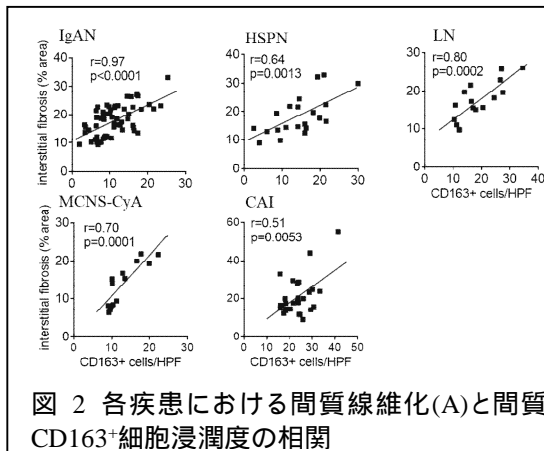 IgAN
r=0.97
p<0.0001
interstitial fibrosis (% area)
40
30
20
10
0
0 10 20 30
HSPN
r=0.64
p=0.0013
40
30
20
10
0
0 10 20 30
LN
r=0.80
p=0.0002
30
20
10
0
0 10 20 30 40
CD163+ cells/HPF
MCNS-CyA
r=0.70
p=0.0001
interstitial fibrosis (% area)
30
20
10
0
0 10 20 30
CD163+ cells/HPF
CAI
r=0.51
p=0.0053
60
40
20
0
0 10 20 30 40 50
CD163+ cells/HPF
図 2 各疾患における間質線維化(A)と間質
CD163+細胞浸潤度の相関